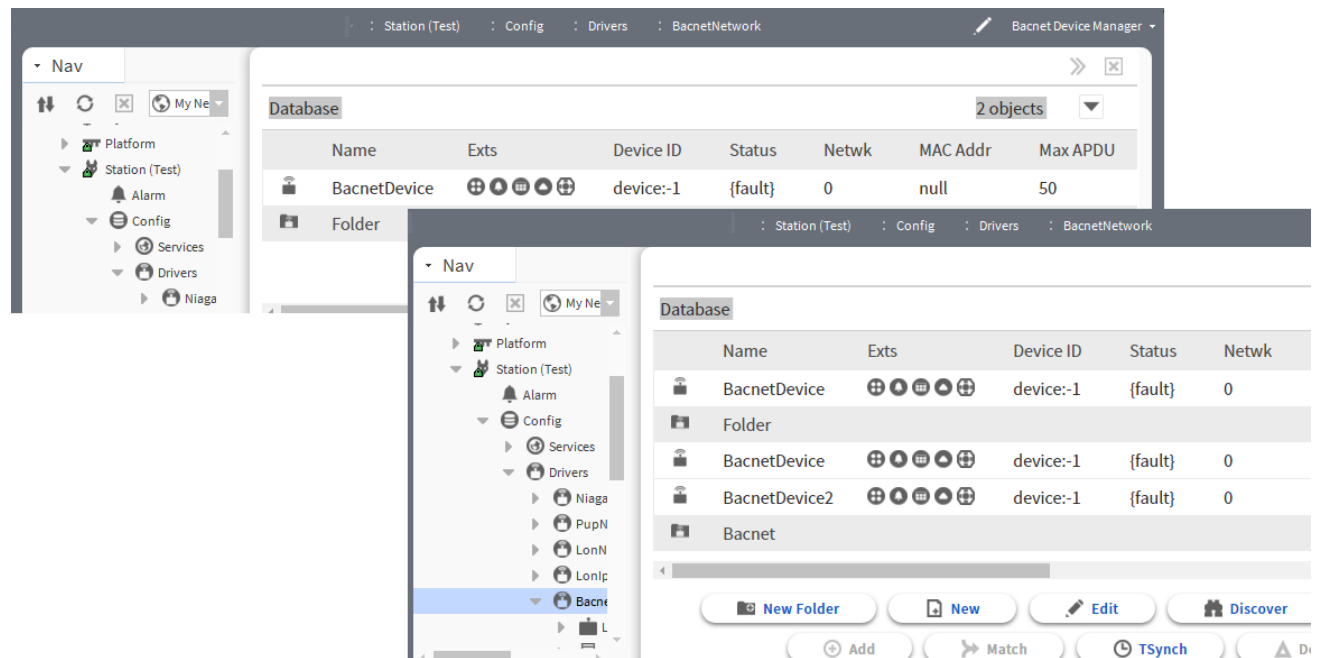 : Station (Test) : Config : Drivers : BacnetNetwork Bacnet Device Manager
Nav
My Ne
Platform
Station (Test)
Alarm
Config
Services
Drivers
Niaga
Database 2 objects
Name Exts Device ID Status Netwk MAC Addr Max APDU
BacnetDevice device:-1 {fault} 0 null 50
Folder
: Station (Test) : Config : Drivers : BacnetNetwork
Nav
My Ne
Platform
Station (Test)
Alarm
Config
Services
Drivers
Niaga
PupN
LonN
LonIp
Bacne
L
Database
Name Exts Device ID Status Netwk
BacnetDevice device:-1 {fault} 0
Folder
BacnetDevice device:-1 {fault} 0
BacnetDevice2 device:-1 {fault} 0
Bacnet
New Folder New Edit Discover
Add Match TSynch